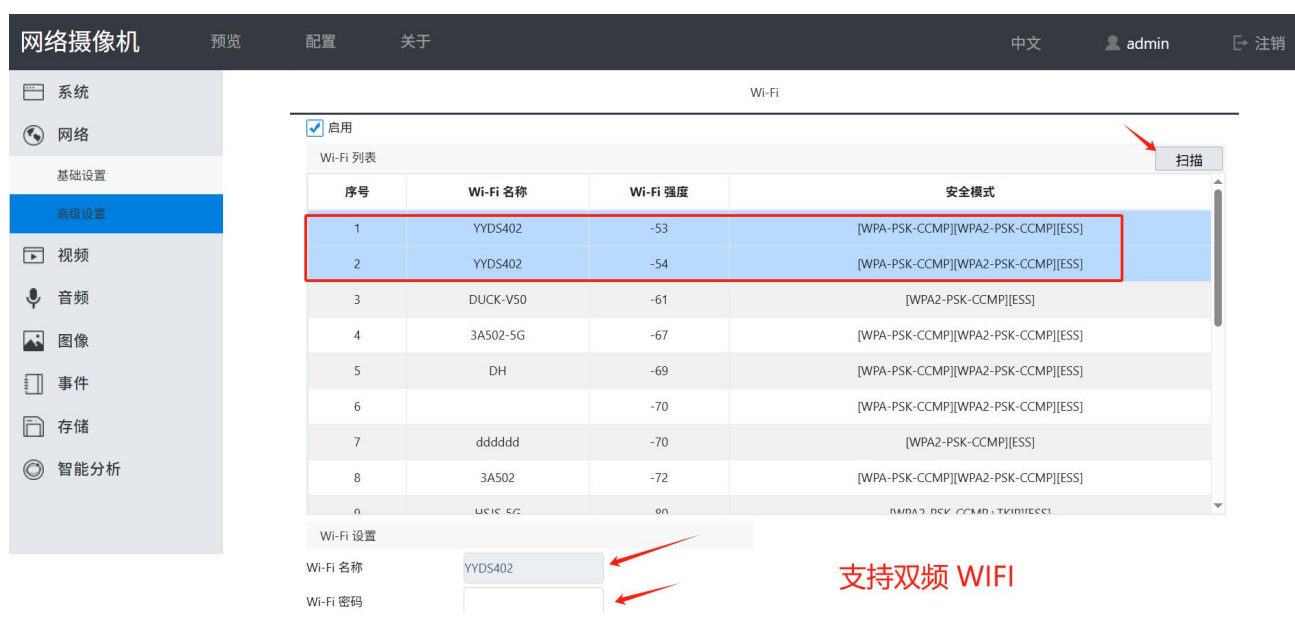 网络摄像机 预览 配置 关于 中文 admin 注销
系统
网络
基础设置
高级设置
视频
音频
图像
事件
存储
智能分析
Wi-Fi
启用
Wi-Fi 列表 扫描
序号 Wi-Fi 名称 Wi-Fi 强度 安全模式
1 YYDS402 -53 [WPA-PSK-CCMP][WPA2-PSK-CCMP][ESS]
2 YYDS402 -54 [WPA-PSK-CCMP][WPA2-PSK-CCMP][ESS]
3 DUCK-V50 -61 [WPA2-PSK-CCMP][ESS]
4 3A502-5G -67 [WPA-PSK-CCMP][WPA2-PSK-CCMP][ESS]
5 DH -69 [WPA-PSK-CCMP][WPA2-PSK-CCMP][ESS]
6 -70 [WPA-PSK-CCMP][WPA2-PSK-CCMP][ESS]
7 dddddd -70 [WPA2-PSK-CCMP][ESS]
8 3A502 -72 [WPA-PSK-CCMP][WPA2-PSK-CCMP][ESS]
Wi-Fi 设置
Wi-Fi 名称 YYDS402
Wi-Fi 密码
支持双频 WIFI